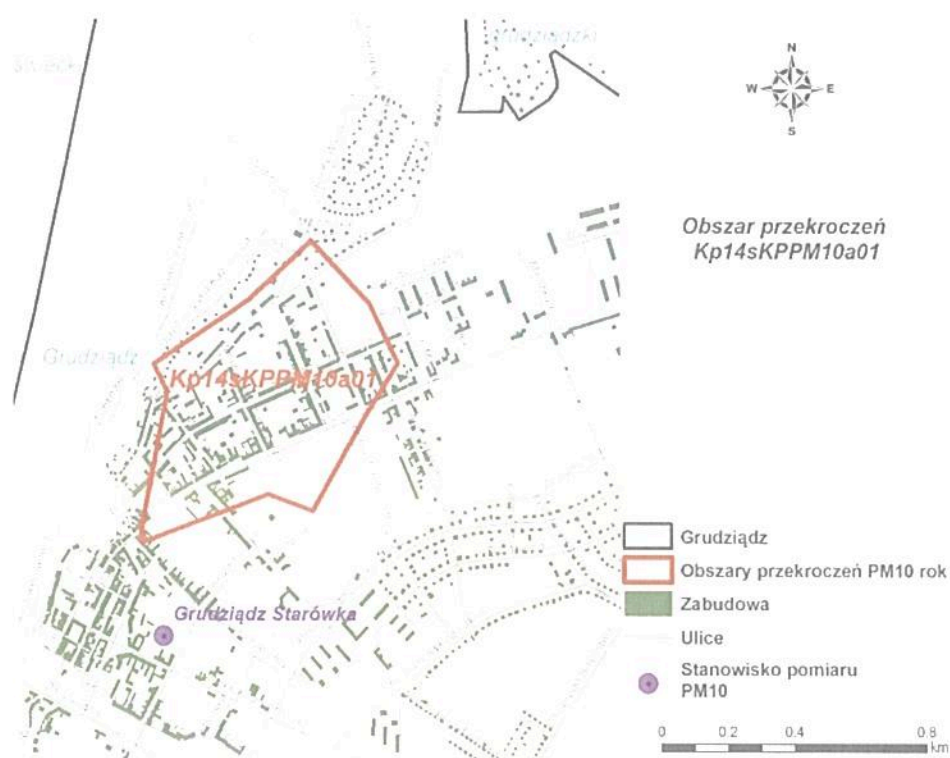 grudziądzki
N
W
E
S
Obszar przekroczeń
Kp14sKPPM10a01
Grudziądz
Kp14sKPPM10a01
Grudziądz Starówka
Grudziądz
Obszary przekroczeń PM10 rok
Zabudowa
Ulice
Stanowisko pomiaru
PM10
0 0.2 0.4 0.8
km